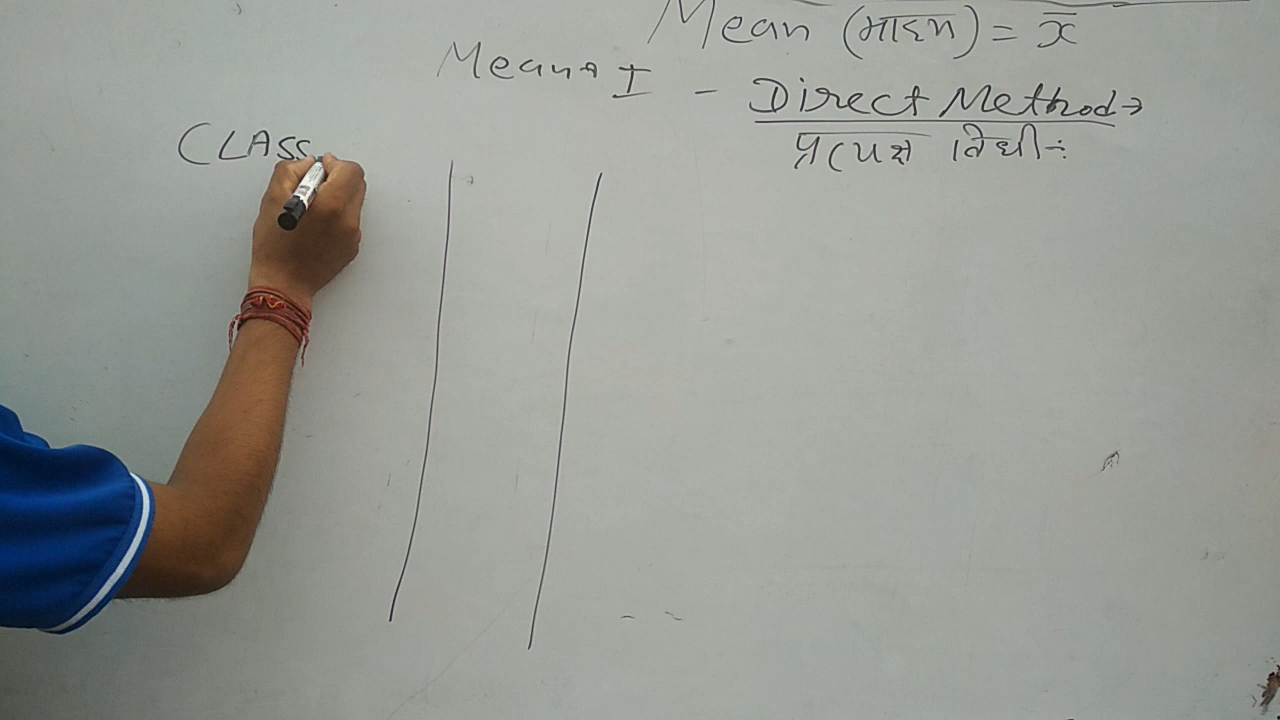 Mean (माध्य) = x̄
Mean I - Direct Method →
प्रत्यक्ष विधी ÷
CLASS